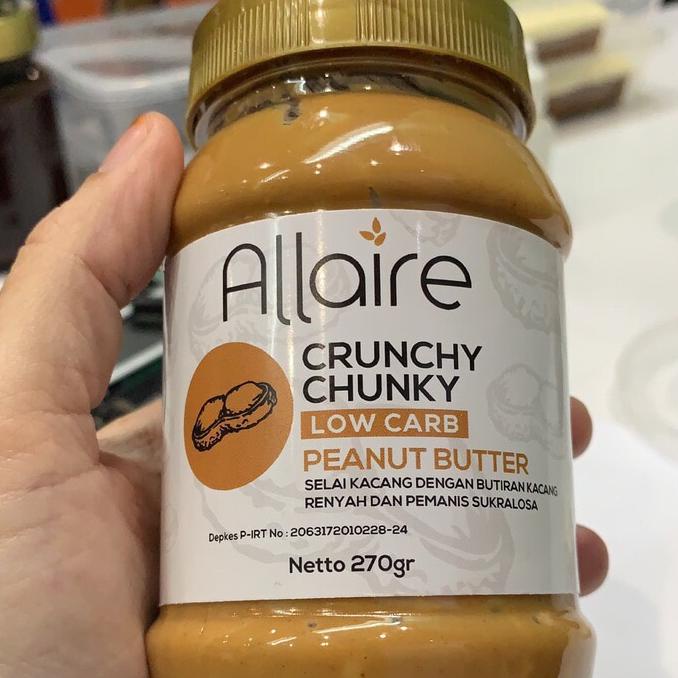 Allaire
CRUNCHY
CHUNKY
LOW CARB
PEANUT BUTTER
SELAI KACANG DENGAN BUTIRAN KACANG
RENYAH DAN PEMANIS SUKRALOSA
Depkes P-IRT No : 2063172010228-24
Netto 270gr